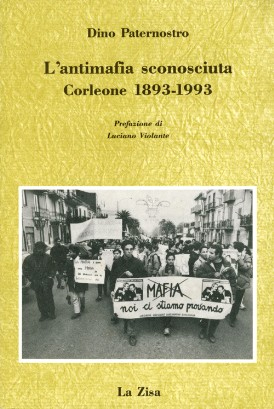 Dino Paternostro
L'antimafia sconosciuta
Corleone 1893-1993
Prefazione di
Luciano Violante
MAFIA
noi ci stiamo provando
La Zisa